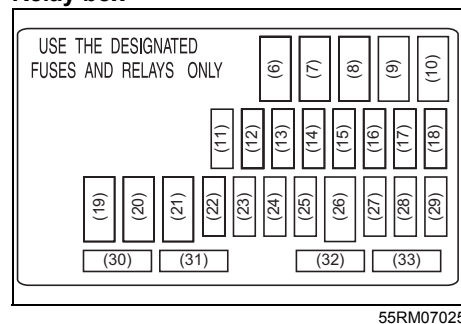 Relay box
USE THE DESIGNATED
FUSES AND RELAYS ONLY
(6) (7) (8) (9) (10)
(11) (12) (13) (14) (15) (16) (17) (18)
(19) (20) (21) (22) (23) (24) (25) (26) (27) (28) (29)
(30) (31) (32) (33)
55RM07025